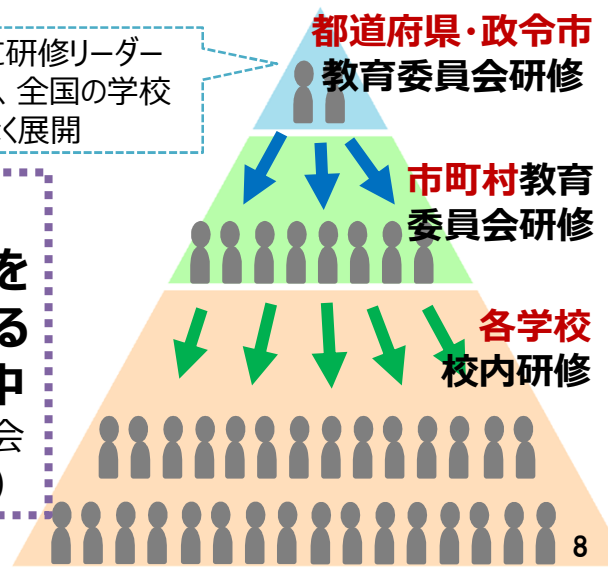 都道府県・政令市
教育委員会研修
研修リーダー
、全国の学校
く展開
市町村教育
委員会研修
を
る
中
会
)
各学校
校内研修
8